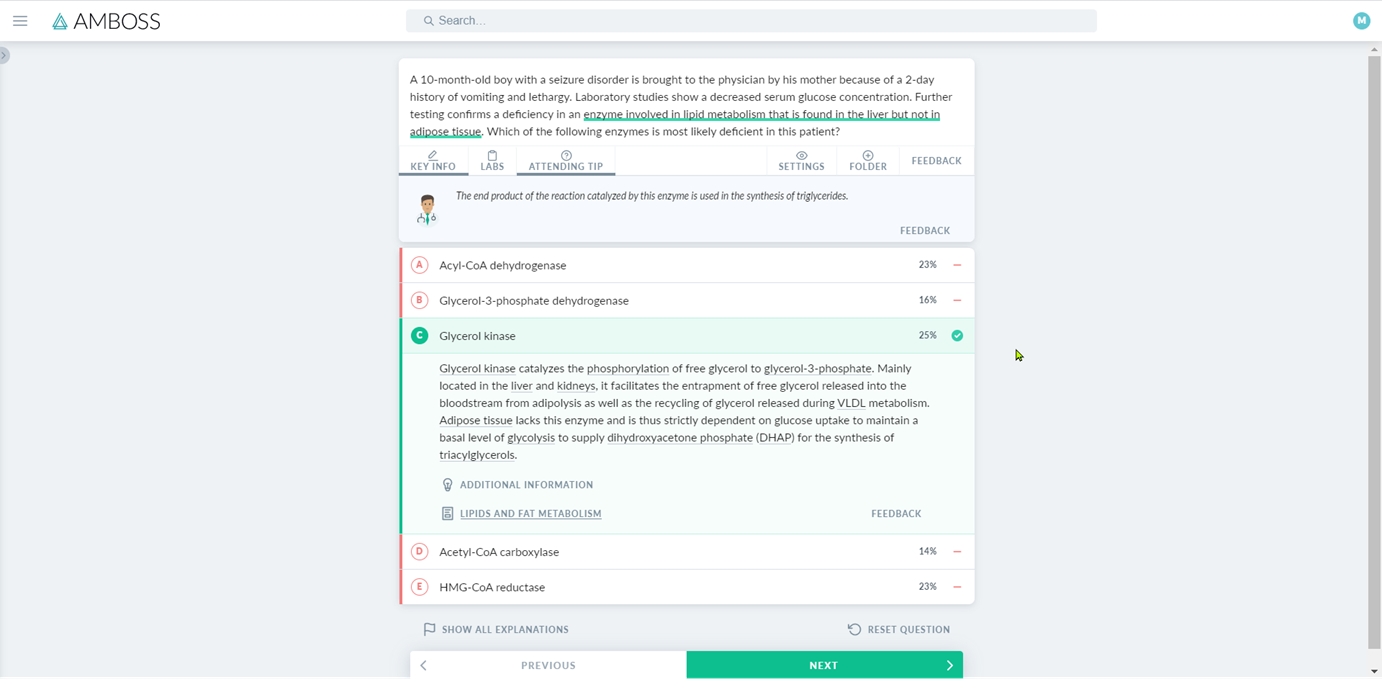 AMBOSS
Search...
M
A 10-month-old boy with a seizure disorder is brought to the physician by his mother because of a 2-day
history of vomiting and lethargy. Laboratory studies show a decreased serum glucose concentration. Further
testing confirms a deficiency in an enzyme involved in lipid metabolism that is found in the liver but not in
adipose tissue. Which of the following enzymes is most likely deficient in this patient?
KEY INFO LABS ATTENDING TIP SETTINGS FOLDER FEEDBACK
The end product of the reaction catalyzed by this enzyme is used in the synthesis of triglycerides.
FEEDBACK
A Acyl-CoA dehydrogenase 23%
B Glycerol-3-phosphate dehydrogenase 16%
C Glycerol kinase 25%
Glycerol kinase catalyzes the phosphorylation of free glycerol to glycerol-3-phosphate. Mainly
located in the liver and kidneys, it facilitates the entrapment of free glycerol released into the
bloodstream from adipolysis as well as the recycling of glycerol released during VLDL metabolism.
Adipose tissue lacks this enzyme and is thus strictly dependent on glucose uptake to maintain a
basal level of glycolysis to supply dihydroxyacetone phosphate (DHAP) for the synthesis of
triacylglycerols.
ADDITIONAL INFORMATION
LIPIDS AND FAT METABOLISM FEEDBACK
D Acetyl-CoA carboxylase 14%
E HMG-CoA reductase 23%
SHOW ALL EXPLANATIONS RESET QUESTION
PREVIOUS NEXT